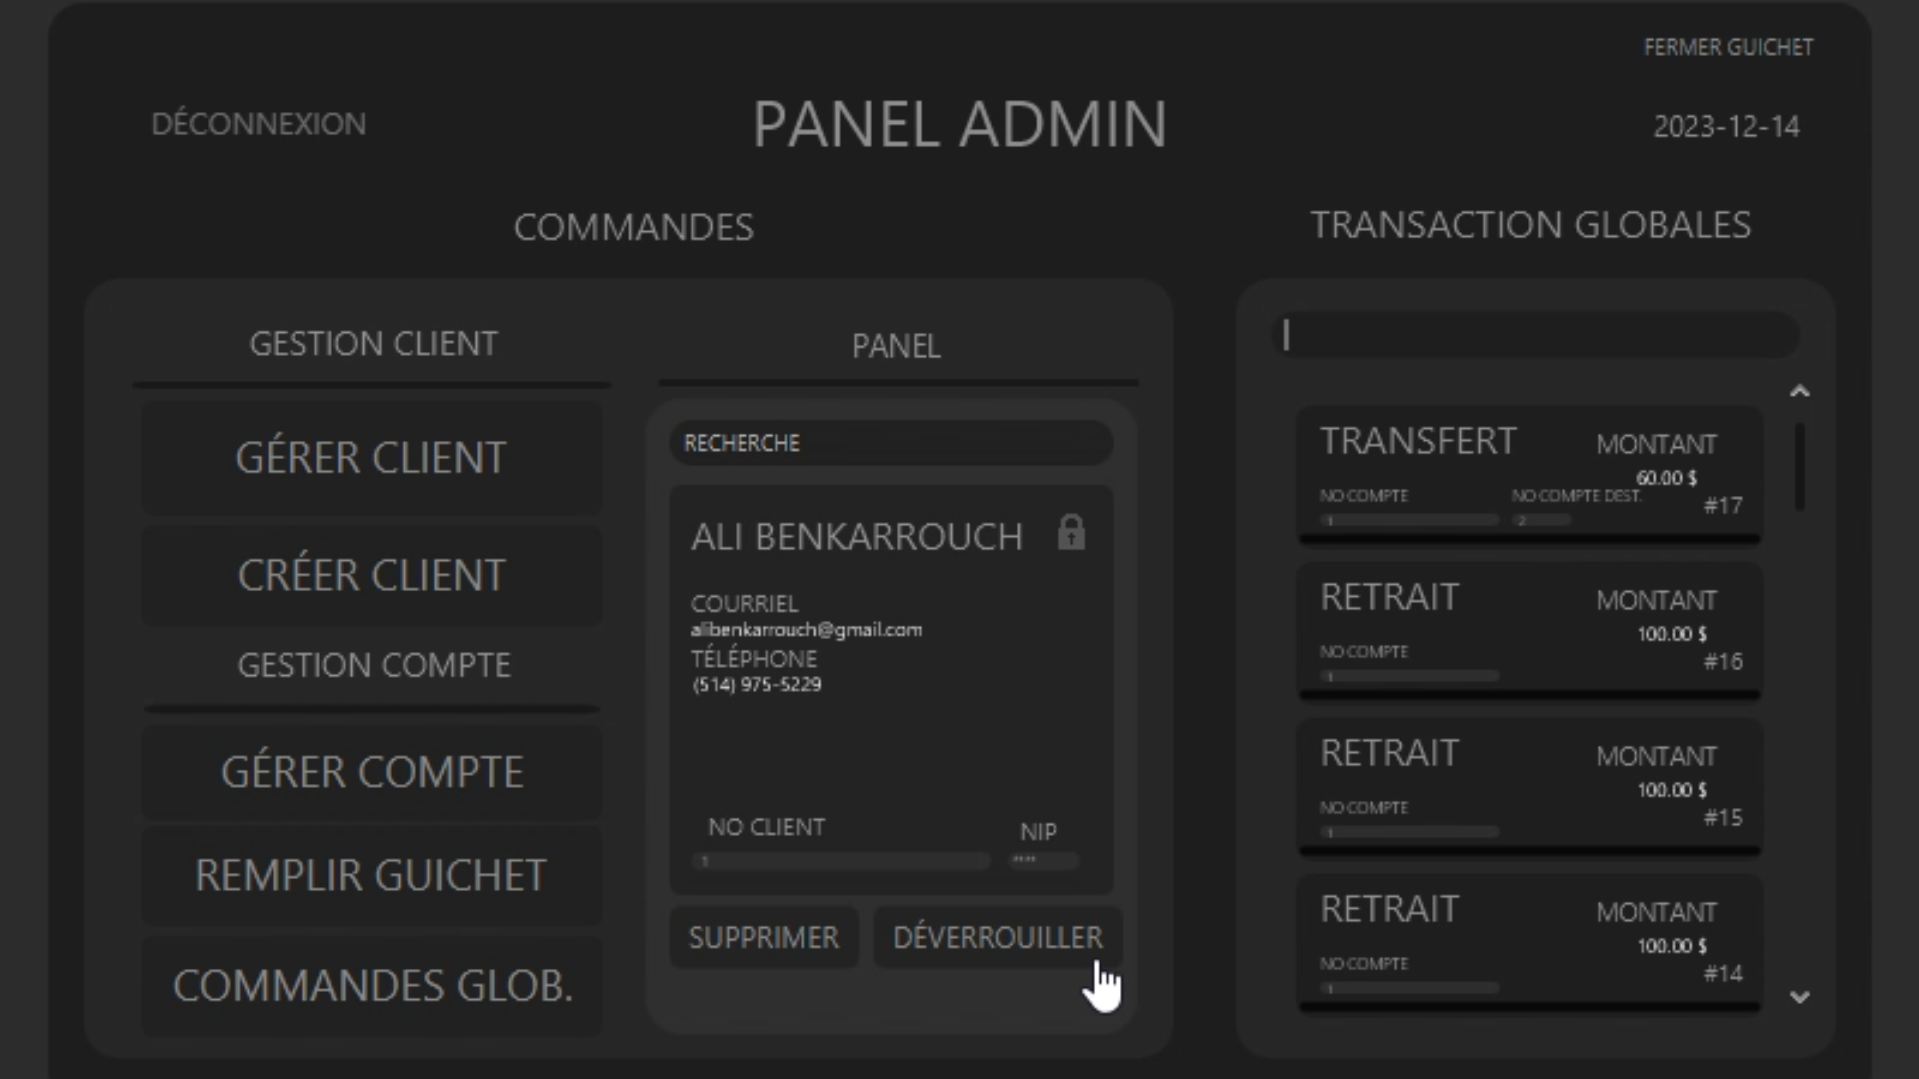 FERMER GUICHET
DÉCONNEXION
PANEL ADMIN
2023-12-14
COMMANDES
GESTION CLIENT
GÉRER CLIENT
CRÉER CLIENT
GESTION COMPTE
GÉRER COMPTE
REMPLIR GUICHET
COMMANDES GLOB.
PANEL
RECHERCHE
ALI BENKARROUCH
COURRIEL
alibenkarrouch@gmail.com
TÉLÉPHONE
(514) 975-5229
NO CLIENT
NIP
1
****
SUPPRIMER
DÉVERROUILLER
TRANSACTION GLOBALES
TRANSFERT
MONTANT
60.00 $
NO COMPTE
NO COMPTE DEST.
#17
1
2
RETRAIT
MONTANT
100.00 $
NO COMPTE
#16
1
RETRAIT
MONTANT
100.00 $
NO COMPTE
#15
1
RETRAIT
MONTANT
100.00 $
NO COMPTE
#14
1